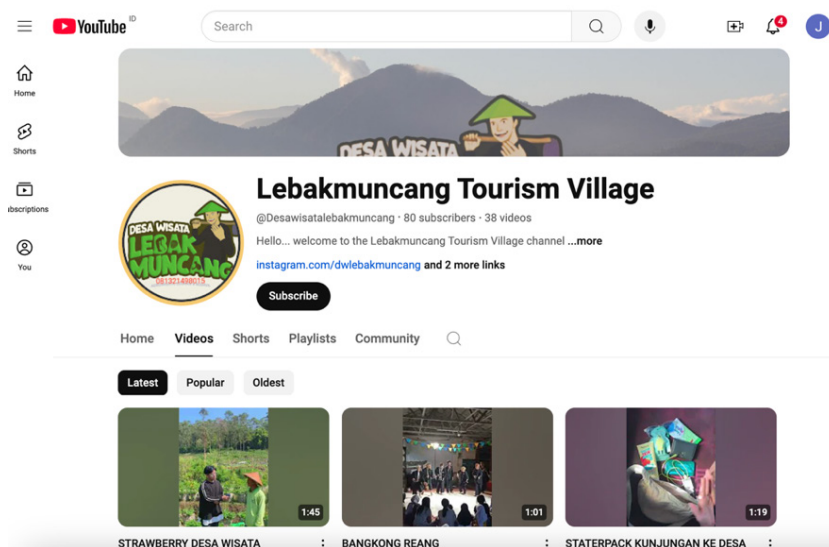 YouTube ID
Search
4
J
Home
Shorts
Subscriptions
You
DESA WISATA
DESA WISATA
LEBAK
MUNCANG
Lebakmuncang Tourism Village
@Desawisatalebakmuncang · 80 subscribers · 38 videos
Hello... welcome to the Lebakmuncang Tourism Village channel ...more
instagram.com/dwlebakmuncang and 2 more links
Subscribe
Home Videos Shorts Playlists Community
Latest Popular Oldest
1:45 1:01 1:19
STRAWBERRY DESA WISATA BANGKONG REANG STATERPACK KUNJUNGAN KE DESA